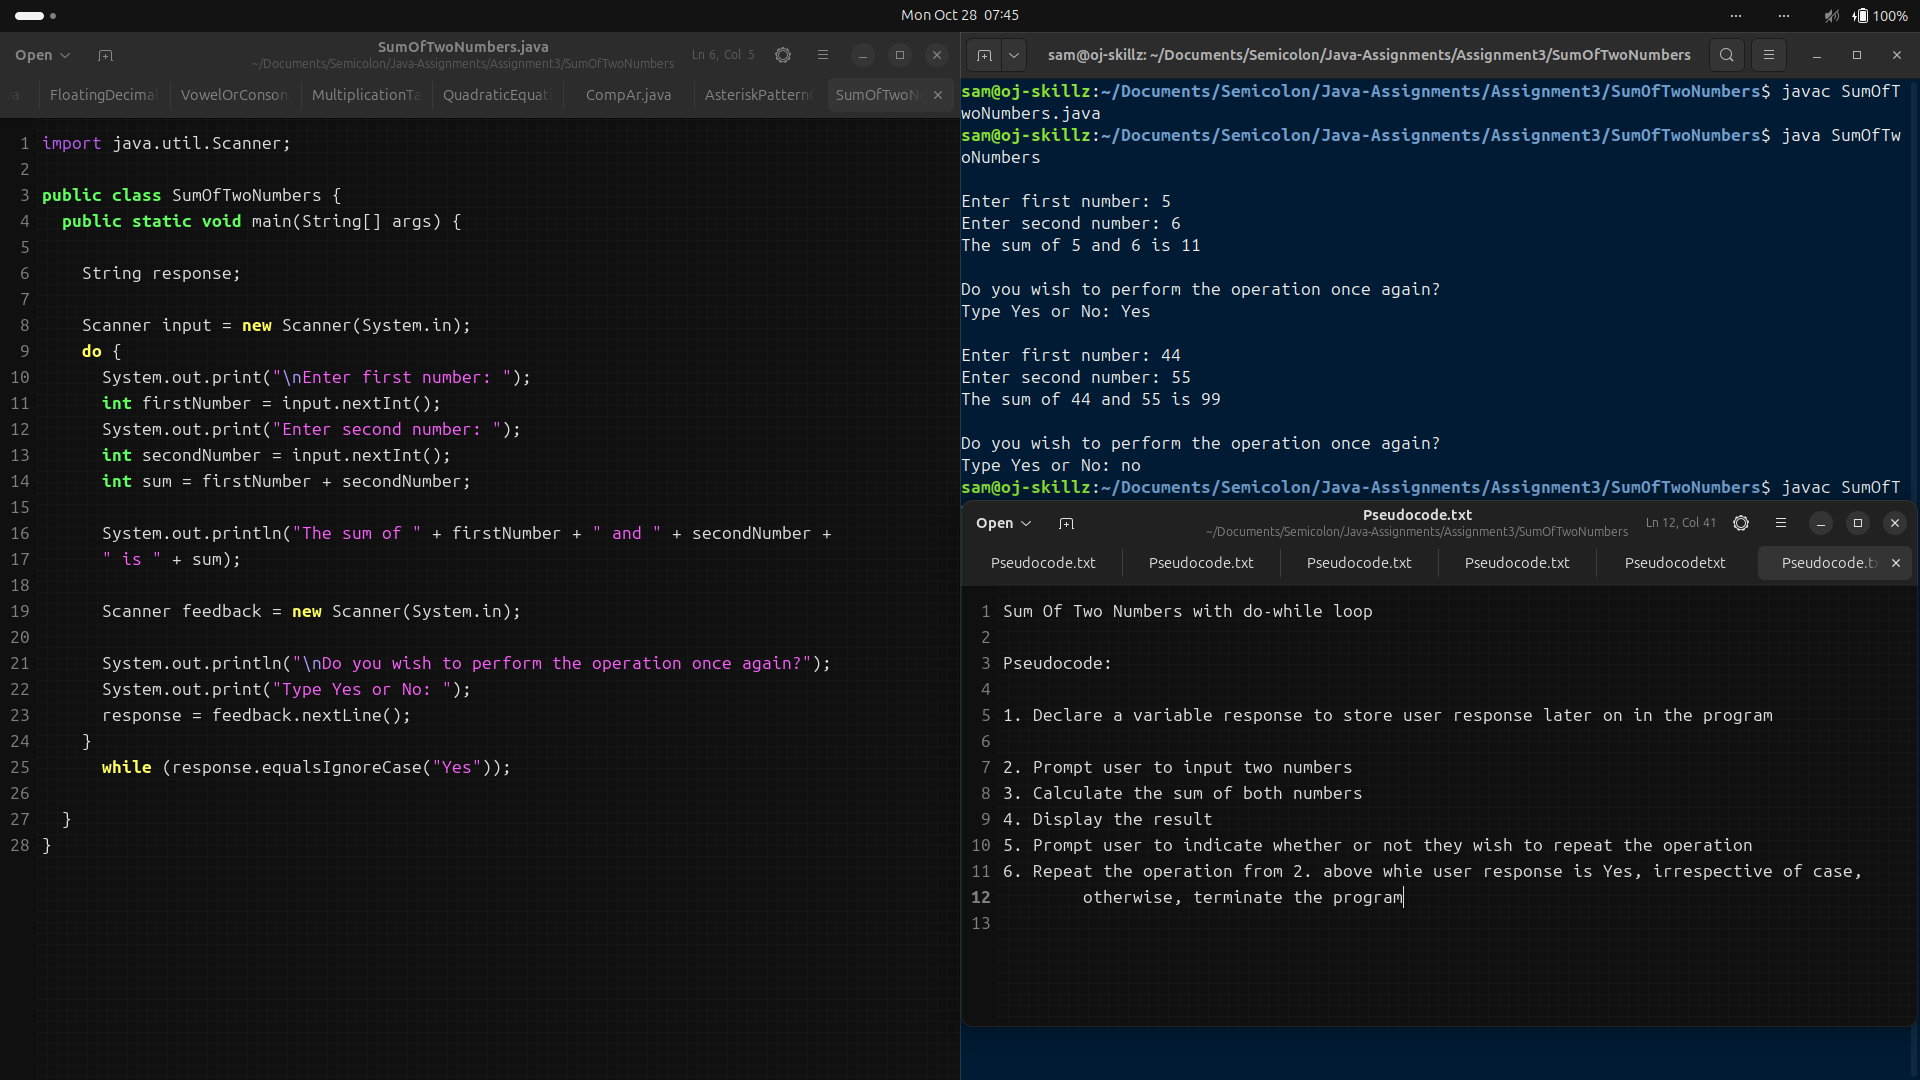 Mon Oct 28 07:45
100%
Open
SumOfTwoNumbers.java
~/Documents/Semicolon/Java-Assignments/Assignment3/SumOfTwoNumbers
Ln 6, Col 5
FloatingDecimal VowelOrConson MultiplicationTa QuadraticEquat CompAr.java AsteriskPattern SumOfTwoN
1 import java.util.Scanner;
2
3 public class SumOfTwoNumbers {
4 public static void main(String[] args) {
5
6 String response;
7
8 Scanner input = new Scanner(System.in);
9 do {
10 System.out.print("\nEnter first number: ");
11 int firstNumber = input.nextInt();
12 System.out.print("Enter second number: ");
13 int secondNumber = input.nextInt();
14 int sum = firstNumber + secondNumber;
15
16 System.out.println("The sum of " + firstNumber + " and " + secondNumber +
17 " is " + sum);
18
19 Scanner feedback = new Scanner(System.in);
20
21 System.out.println("\nDo you wish to perform the operation once again?");
22 System.out.print("Type Yes or No: ");
23 response = feedback.nextLine();
24 }
25 while (response.equalsIgnoreCase("Yes"));
26
27 }
28 }
sam@oj-skillz: ~/Documents/Semicolon/Java-Assignments/Assignment3/SumOfTwoNumbers
sam@oj-skillz:~/Documents/Semicolon/Java-Assignments/Assignment3/SumOfTwoNumbers$ javac SumOfT
woNumbers.java
sam@oj-skillz:~/Documents/Semicolon/Java-Assignments/Assignment3/SumOfTwoNumbers$ java SumOfTw
oNumbers
Enter first number: 5
Enter second number: 6
The sum of 5 and 6 is 11
Do you wish to perform the operation once again?
Type Yes or No: Yes
Enter first number: 44
Enter second number: 55
The sum of 44 and 55 is 99
Do you wish to perform the operation once again?
Type Yes or No: no
sam@oj-skillz:~/Documents/Semicolon/Java-Assignments/Assignment3/SumOfTwoNumbers$ javac SumOfT
Open
Pseudocode.txt
~/Documents/Semicolon/Java-Assignments/Assignment3/SumOfTwoNumbers
Ln 12, Col 41
Pseudocode.txt Pseudocode.txt Pseudocode.txt Pseudocode.txt Pseudocodetxt Pseudocode.tx
1 Sum Of Two Numbers with do-while loop
2
3 Pseudocode:
4
5 1. Declare a variable response to store user response later on in the program
6
7 2. Prompt user to input two numbers
8 3. Calculate the sum of both numbers
9 4. Display the result
10 5. Prompt user to indicate whether or not they wish to repeat the operation
11 6. Repeat the operation from 2. above whie user response is Yes, irrespective of case,
12 otherwise, terminate the program
13